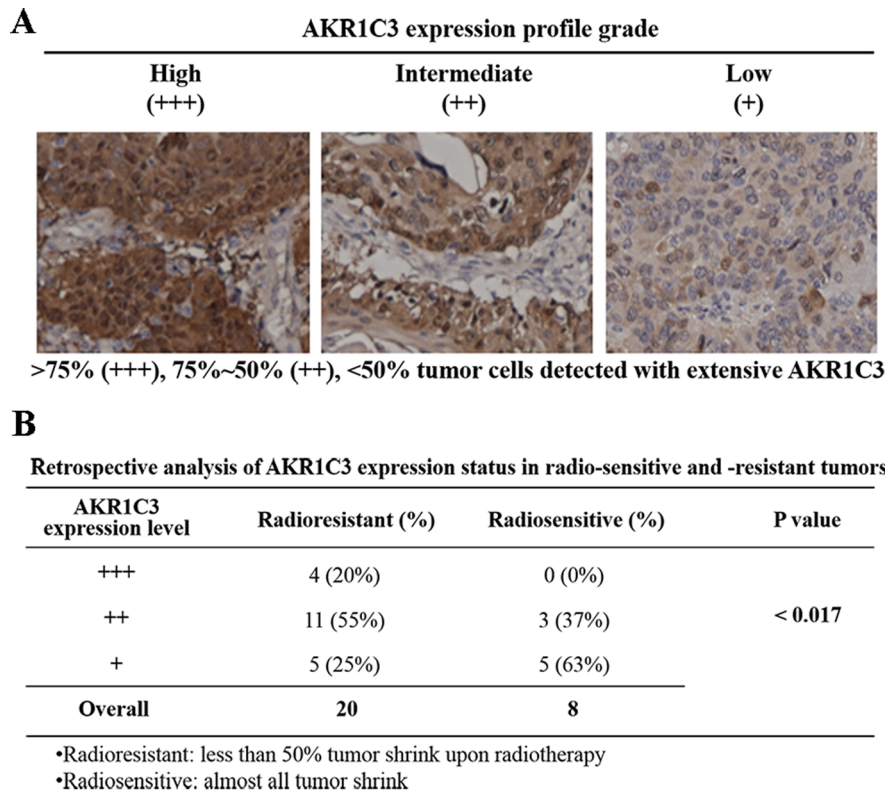 A
AKR1C3 expression profile grade
High Intermediate Low
(+++) (++) (+)
>75% (+++), 75%~50% (++), <50% tumor cells detected with extensive AKR1C3
B
Retrospective analysis of AKR1C3 expression status in radio-sensitive and -resistant tumors
AKR1C3
expression level Radioresistant (%) Radiosensitive (%) P value
+++ 4 (20%) 0 (0%)
++ 11 (55%) 3 (37%) < 0.017
+ 5 (25%) 5 (63%)
Overall 20 8
•Radioresistant: less than 50% tumor shrink upon radiotherapy
•Radiosensitive: almost all tumor shrink